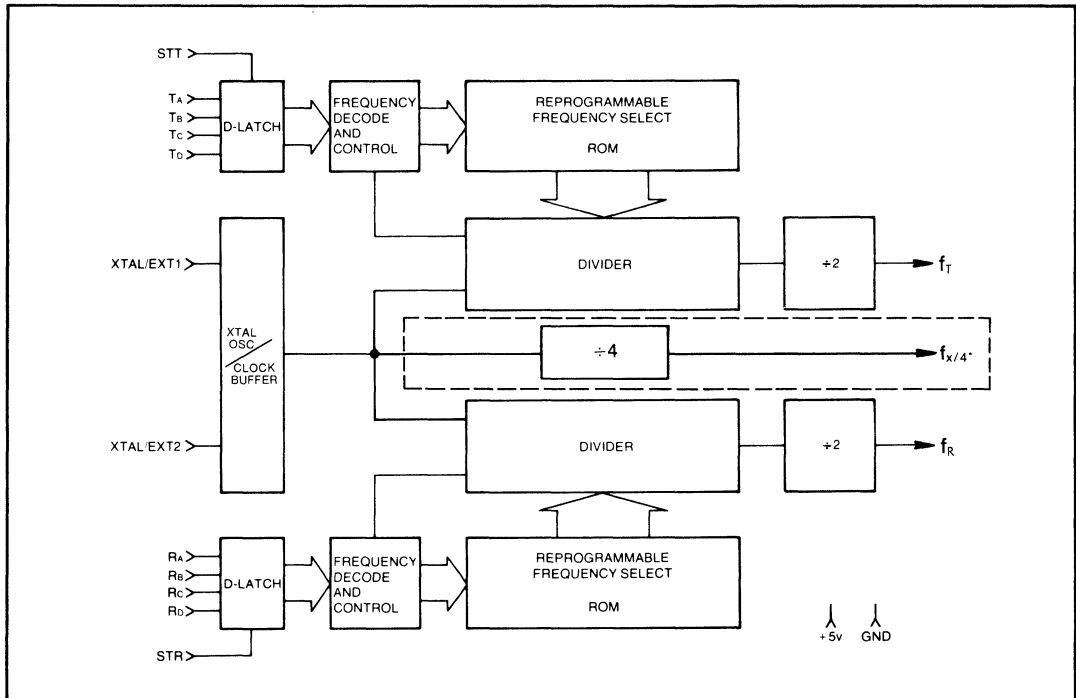 STT
TA
TB
TC
TD
D-LATCH
FREQUENCY
DECODE
AND
CONTROL
REPROGRAMMABLE
FREQUENCY SELECT
ROM
XTAL/EXT1
XTAL
OSC
CLOCK
BUFFER
XTAL/EXT2
DIVIDER
÷2
fT
÷4
fx/4*
DIVIDER
÷2
fR
RA
RB
RC
RD
D-LATCH
STR
FREQUENCY
DECODE
AND
CONTROL
REPROGRAMMABLE
FREQUENCY SELECT
ROM
+5v GND